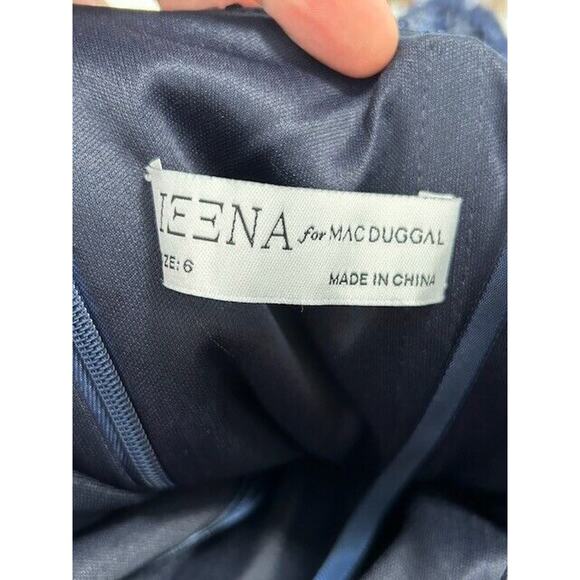 IEENA for MAC DUGGAL
ZE: 6
MADE IN CHINA